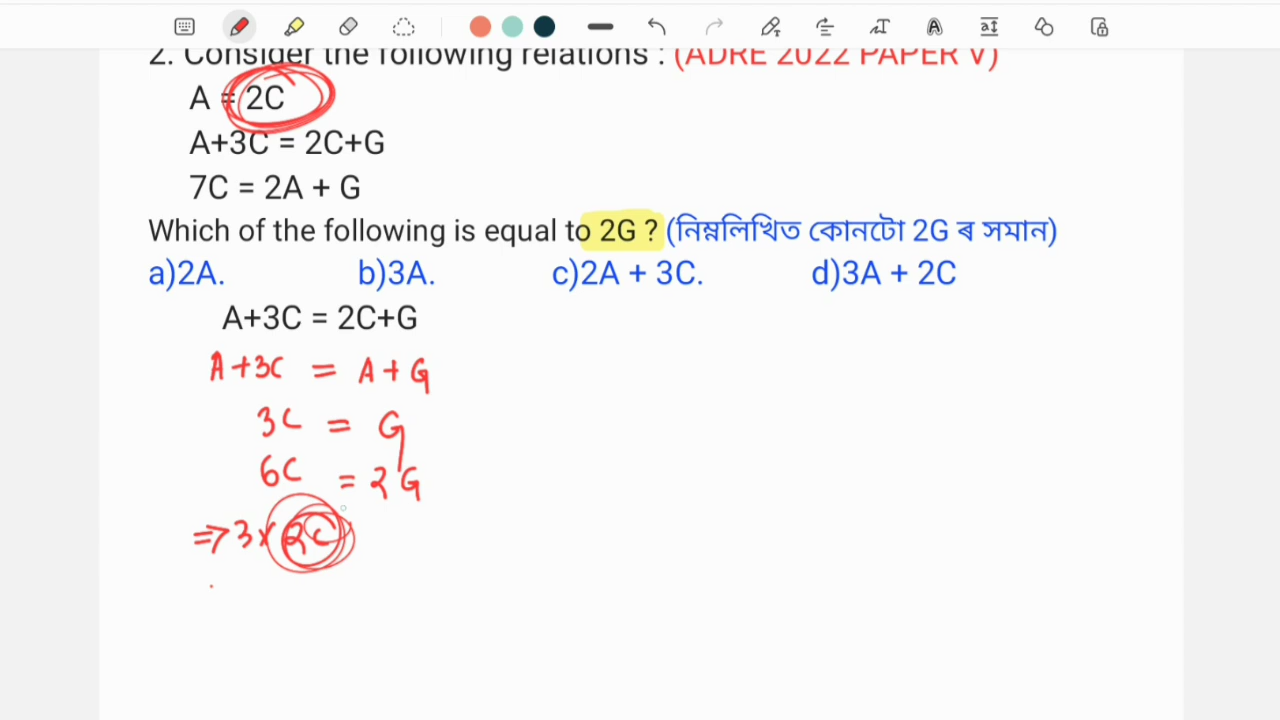 2. Consider the following relations : (ADRE 2022 PAPER V)
A = 2C
A+3C = 2C+G
7C = 2A + G
Which of the following is equal to 2G ? (নিম্নলিখিত কোনটো 2G ৰ সমান)
a)2A. b)3A. c)2A + 3C. d)3A + 2C
A+3C = 2C+G
A+3C = A+G
3C = G
6C = 2G
⇒ 3×2C